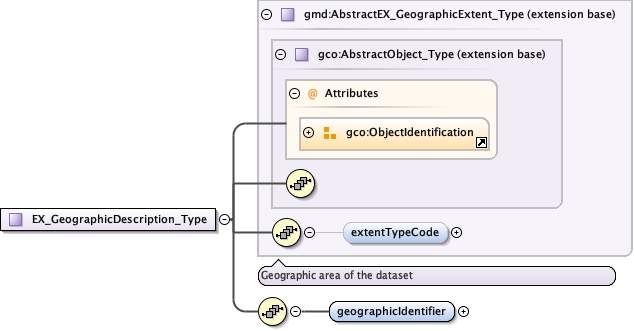 gmd:AbstractEX_GeographicExtent_Type (extension base)
gco:AbstractObject_Type (extension base)
@ Attributes
gco:ObjectIdentification
EX_GeographicDescription_Type
extentTypeCode
Geographic area of the dataset
geographicIdentifier